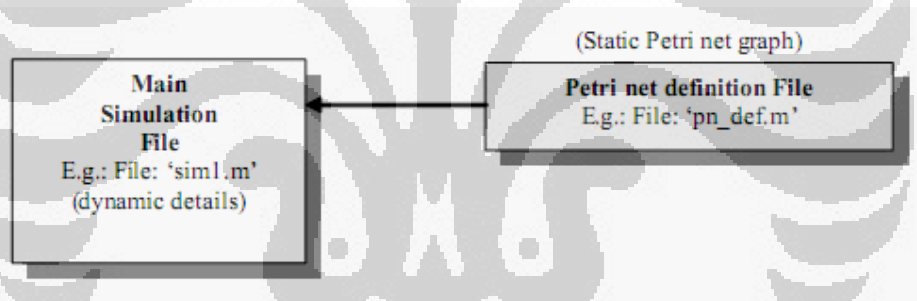 Main
Simulation
File
E.g.: File: ‘sim1.m’
(dynamic details)
(Static Petri net graph)
Petri net definition File
E.g.: File: ‘pn_def.m’